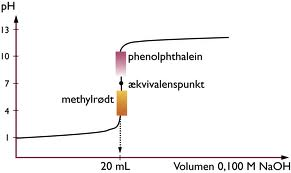 pH
13
10
7
4
1
phenolphthalein
ækvivalenspunkt
methylrødt
20 mL
Volumen 0,100 M NaOH